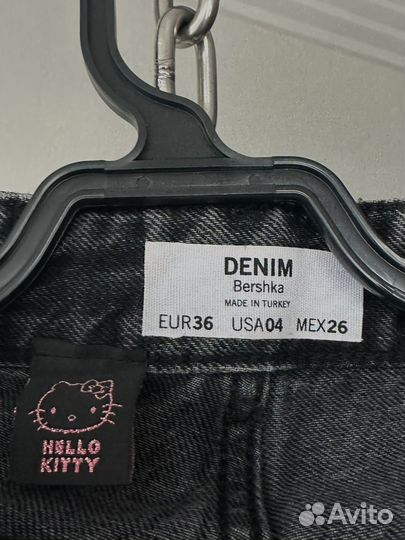 DENIM
Bershka
MADE IN TURKEY
EUR36 USA04 MEX26
HELLO
KITTY
Avito